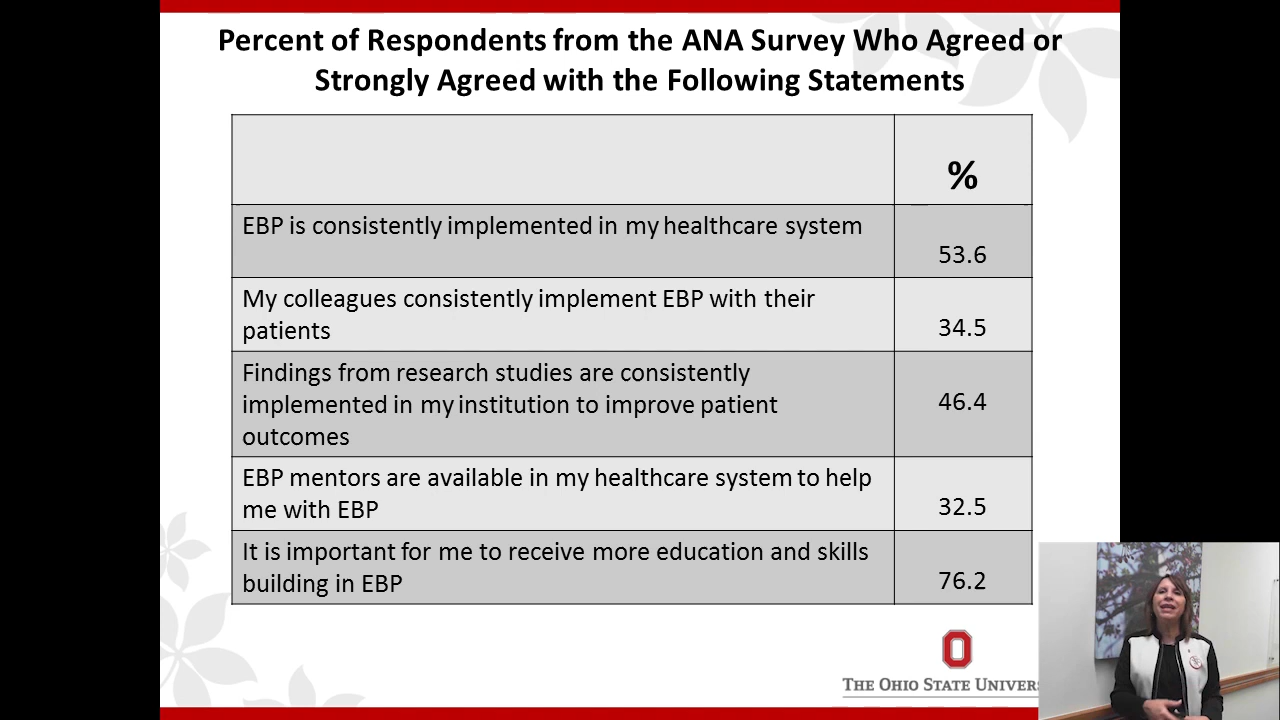 Percent of Respondents from the ANA Survey Who Agreed or
Strongly Agreed with the Following Statements
%
EBP is consistently implemented in my healthcare system
53.6
My colleagues consistently implement EBP with their
patients
34.5
Findings from research studies are consistently
implemented in my institution to improve patient
outcomes
46.4
EBP mentors are available in my healthcare system to help
me with EBP
32.5
It is important for me to receive more education and skills
building in EBP
76.2
THE OHIO STATE